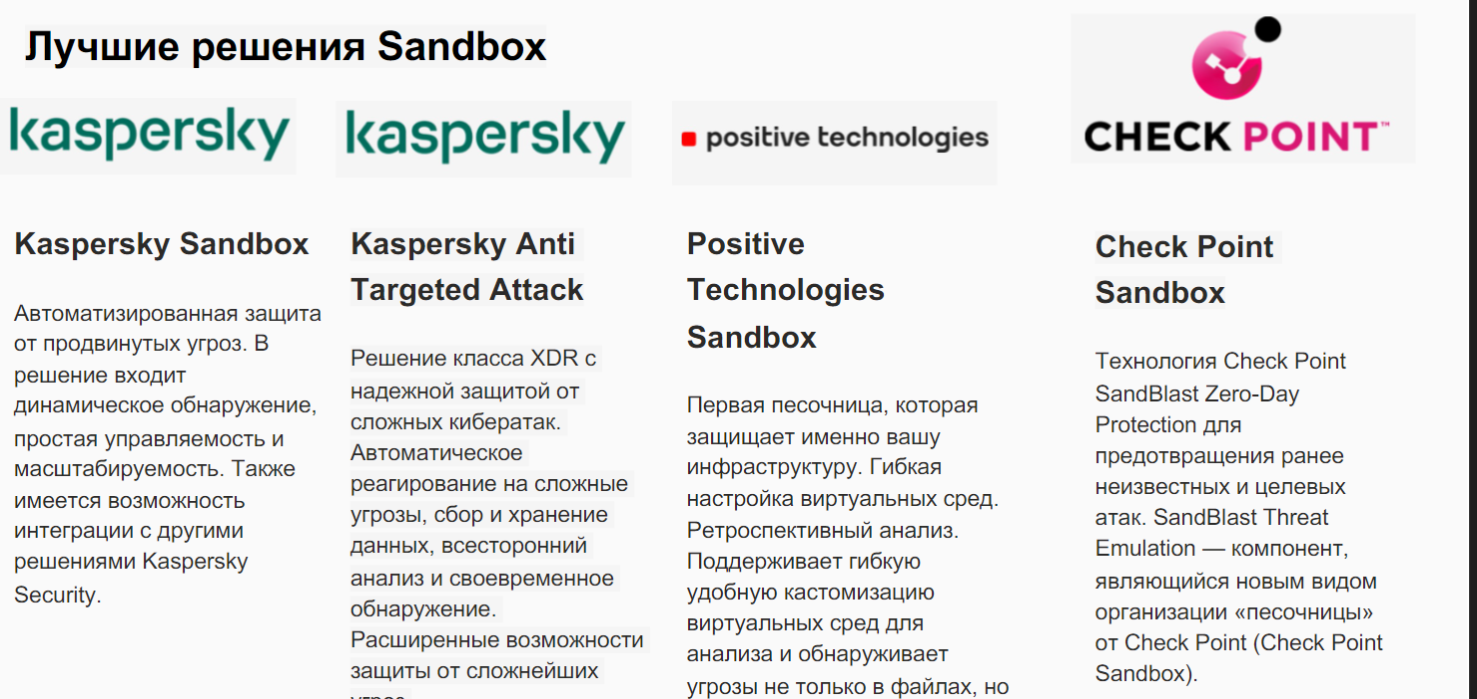 Лучшие решения Sandbox
kaspersky
Kaspersky Sandbox
Автоматизированная защита
от продвинутых угроз. В
решение входит
динамическое обнаружение,
простая управляемость и
масштабируемость. Также
имеется возможность
интеграции с другими
решениями Kaspersky
Security.
kaspersky
Kaspersky Anti
Targeted Attack
Решение класса XDR с
надежной защитой от
сложных кибератак.
Автоматическое
реагирование на сложные
угрозы, сбор и хранение
данных, всесторонний
анализ и своевременное
обнаружение.
Расширенные возможности
защиты от сложнейших
positive technologies
Positive
Technologies
Sandbox
Первая песочница, которая
защищает именно вашу
инфраструктуру. Гибкая
настройка виртуальных сред.
Ретроспективный анализ.
Поддерживает гибкую
удобную кастомизацию
виртуальных сред для
анализа и обнаруживает
угрозы не только в файлах, но
CHECK POINT™
Check Point
Sandbox
Технология Check Point
SandBlast Zero-Day
Protection для
предотвращения ранее
неизвестных и целевых
атак. SandBlast Threat
Emulation — компонент,
являющийся новым видом
организации «песочницы»
от Check Point (Check Point
Sandbox).